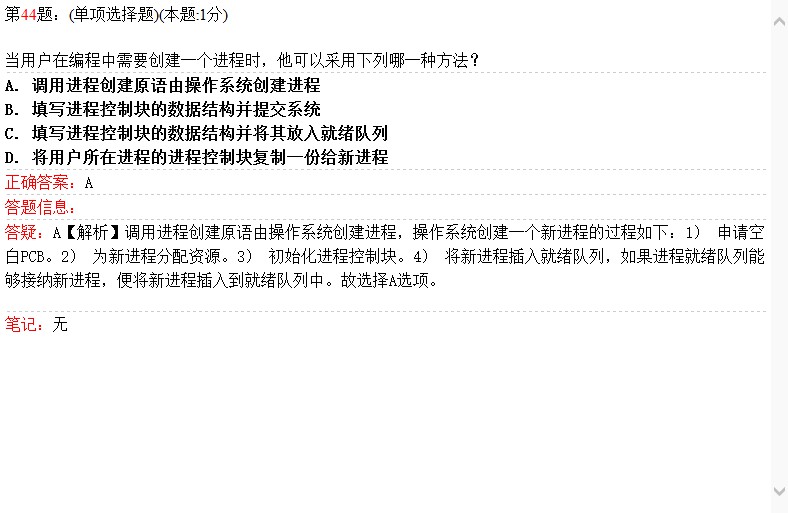 第44题：(单项选择题)(本题:1分)
当用户在编程中需要创建一个进程时，他可以采用下列哪一种方法？
A. 调用进程创建原语由操作系统创建进程
B. 填写进程控制块的数据结构并提交系统
C. 填写进程控制块的数据结构并将其放入就绪队列
D. 将用户所在进程的进程控制块复制一份给新进程
正确答案：A
答题信息：
答疑：A【解析】调用进程创建原语由操作系统创建进程，操作系统创建一个新进程的过程如下：1） 申请空
白PCB。2） 为新进程分配资源。3） 初始化进程控制块。4） 将新进程插入就绪队列，如果进程就绪队列能
够接纳新进程，便将新进程插入到就绪队列中。故选择A选项。
笔记：无